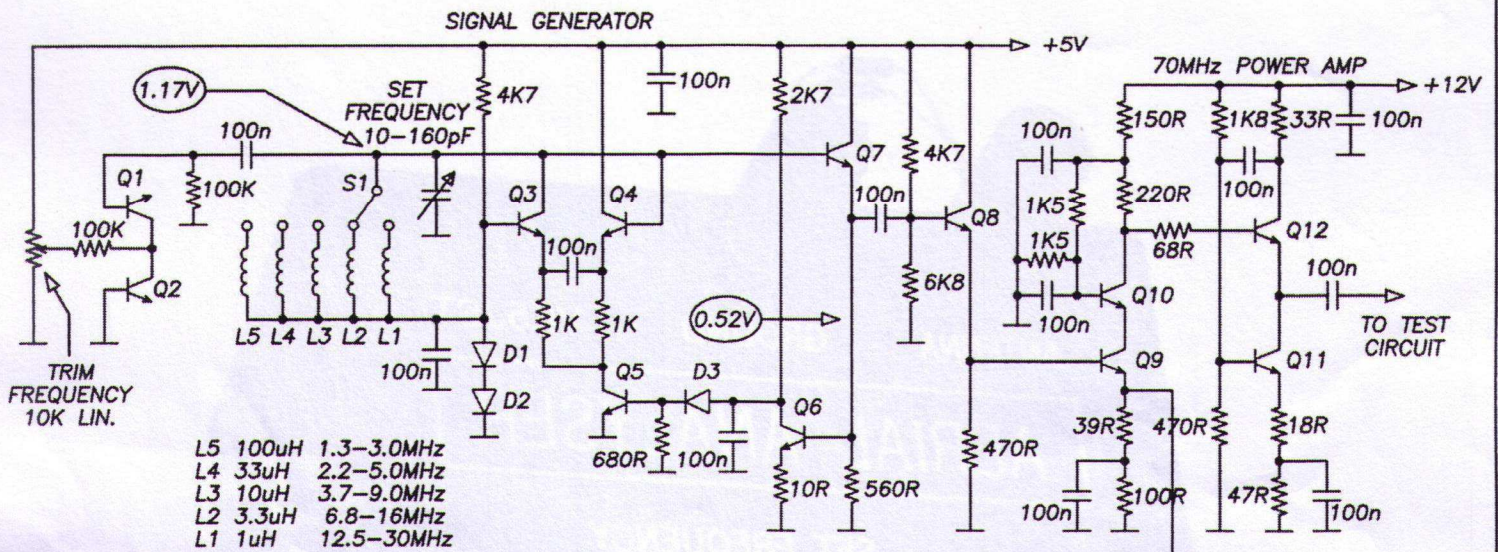 SIGNAL GENERATOR
+5V
70MHz POWER AMP
+12V
1.17V
SET
FREQUENCY
10-160pF
4K7
100n
2K7
4K7
100n
150R
1K8
33R
100n
100n
Q1
100K
S1
Q3
Q4
Q7
100n
Q8
220R
1K5
100n
100K
Q2
100n
1K5
68R
Q12
Q10
100n
6K8
0.52V
100n
TO TEST
CIRCUIT
L5 L4 L3 L2 L1
1K
1K
D1
D2
100n
Q5
D3
Q6
Q9
Q11
TRIM
FREQUENCY
10K LIN.
680R
100n
10R
560R
470R
39R
470R
18R
100n
100R
47R
100n
L5 100uH 1.3-3.0MHz
L4 33uH 2.2-5.0MHz
L3 10uH 3.7-9.0MHz
L2 3.3uH 6.8-16MHz
L1 1uH 12.5-30MHz